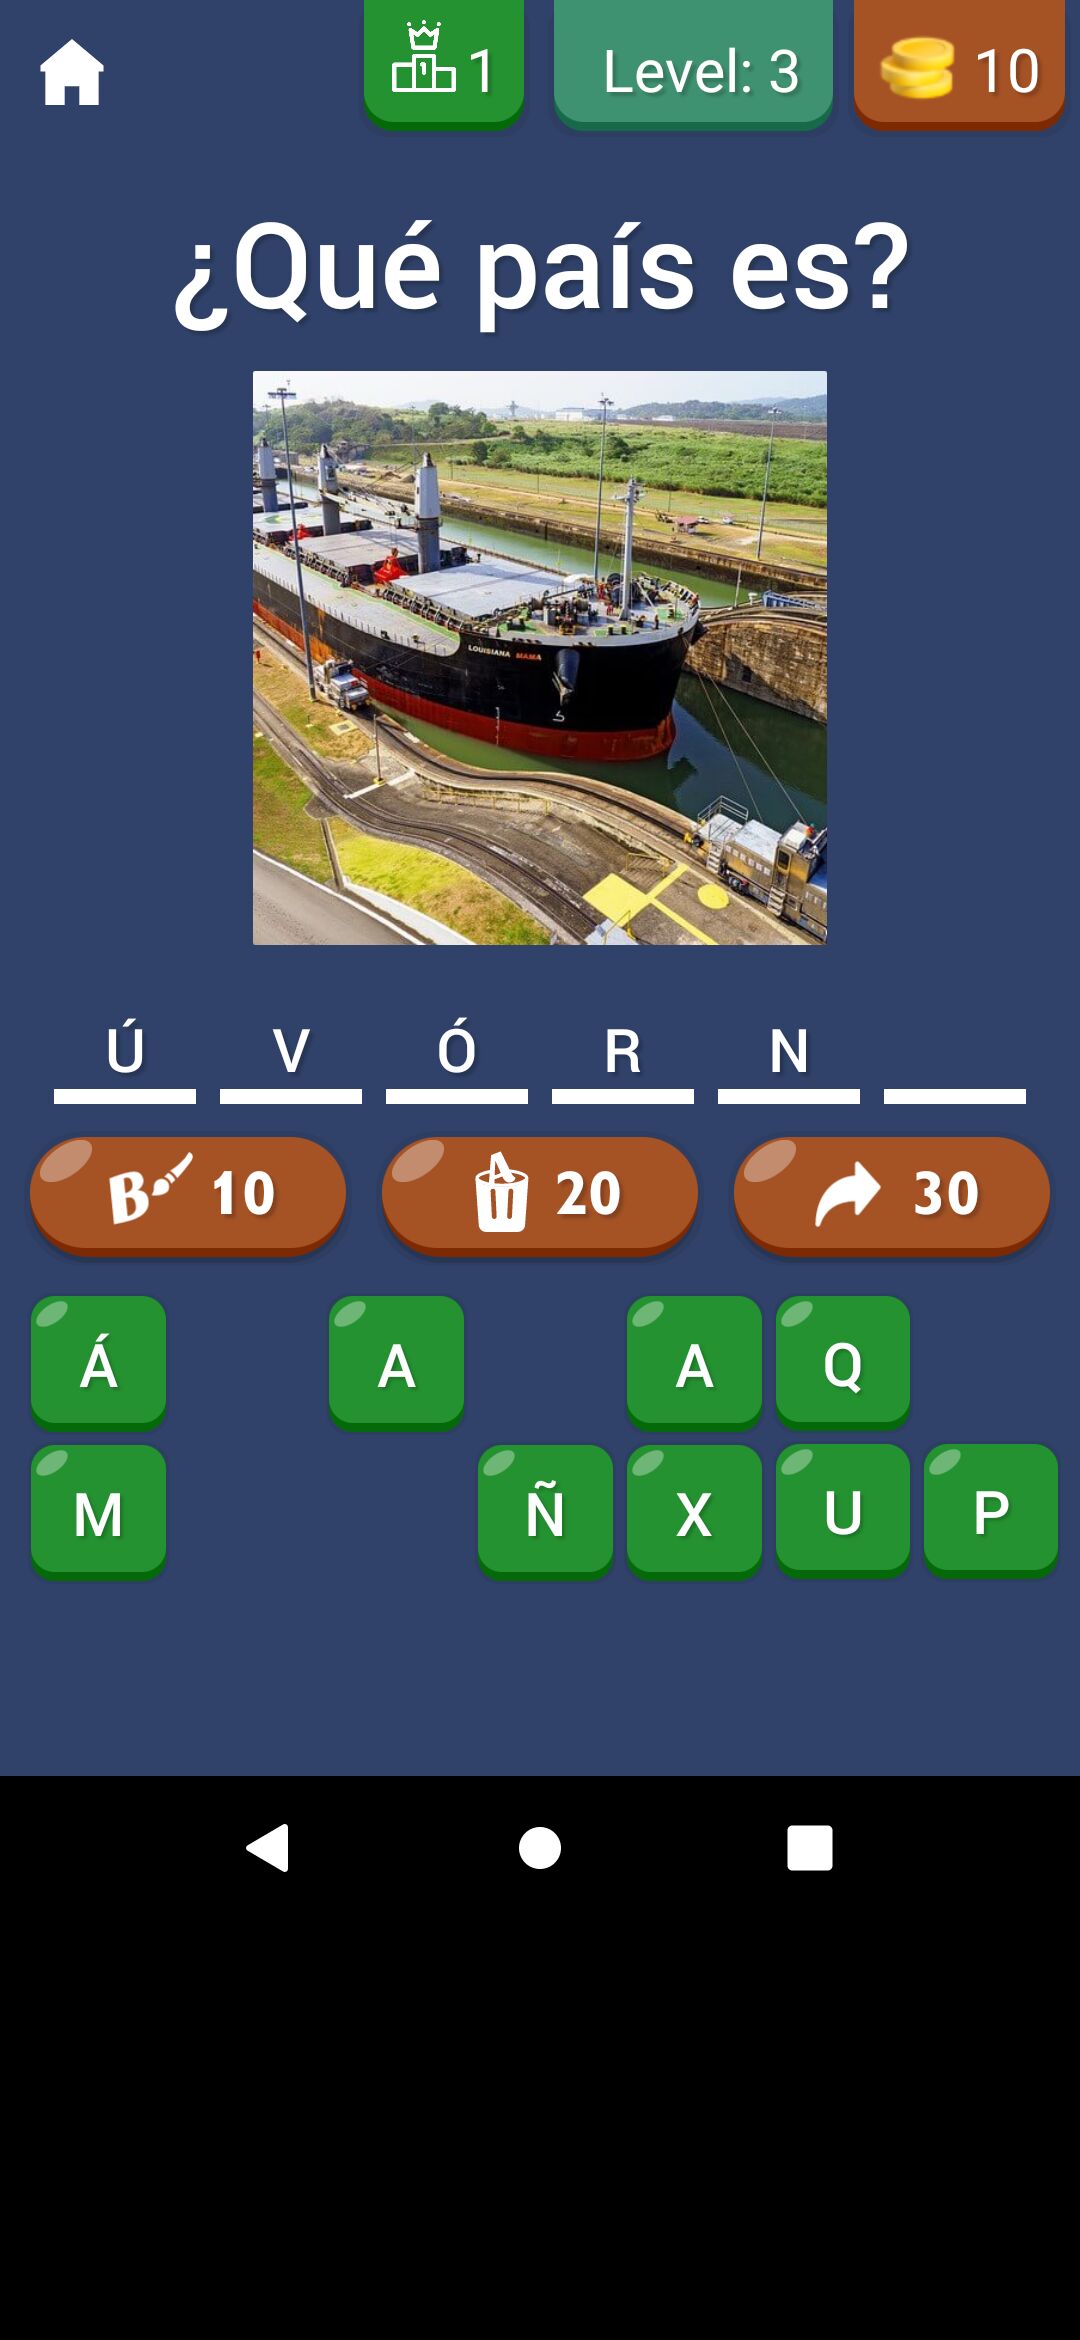 1
Level: 3
10
¿Qué país es?
LOUISIANA MAMA
Ú V Ó R N
B 10
20
30
Á A A Q
M Ñ X U P